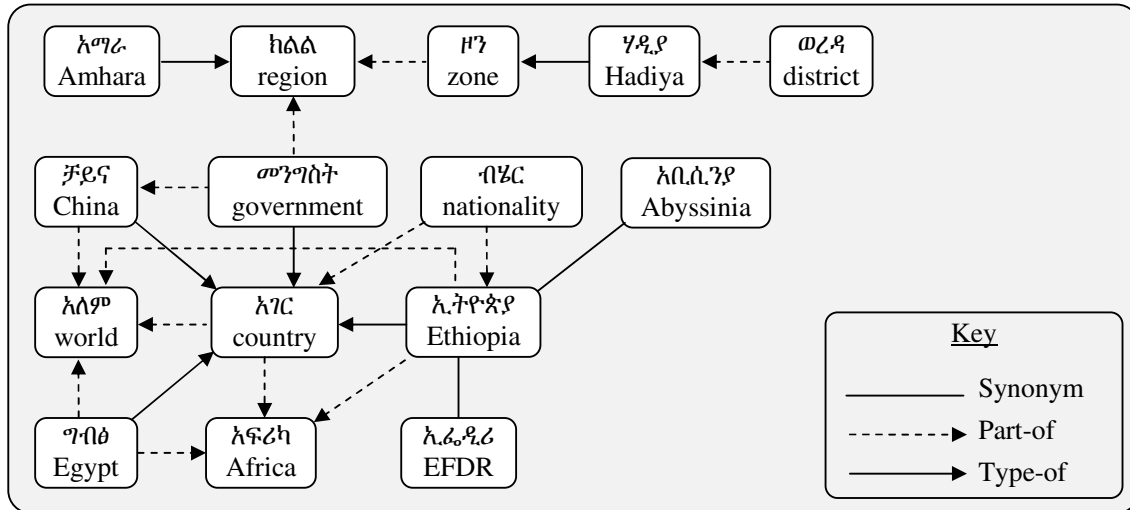 አማራ
Amhara
ክልል
region
ዞን
zone
ሃዲያ
Hadiya
ወረዳ
district
ቻይና
China
መንግስት
government
ብሄር
nationality
አቢሲንያ
Abyssinia
አለም
world
አገር
country
ኢትዮጵያ
Ethiopia
ግብፅ
Egypt
አፍሪካ
Africa
ኢፌዲሪ
EFDR
Key
Synonym
Part-of
Type-of